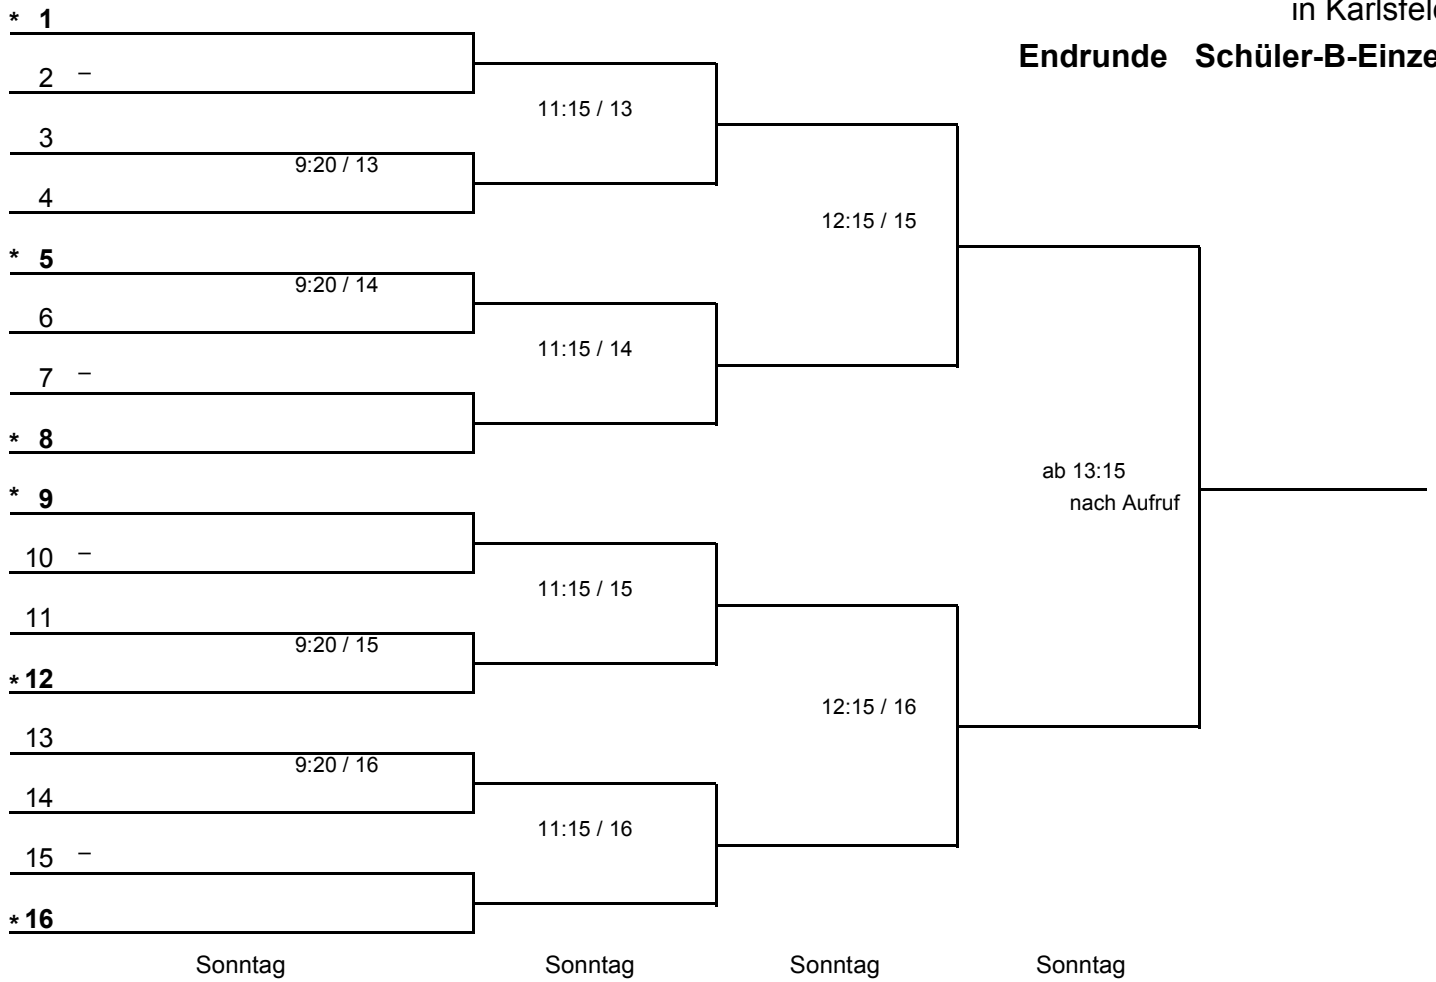 in Karlsfeld
Endrunde Schüler-B-Einze
* 1
2 –
11:15 / 13
3
9:20 / 13
4
12:15 / 15
* 5
9:20 / 14
6
11:15 / 14
7 –
* 8
ab 13:15
nach Aufruf
* 9
10 –
11:15 / 15
11
9:20 / 15
* 12
12:15 / 16
13
9:20 / 16
14
11:15 / 16
15 –
* 16
Sonntag Sonntag Sonntag Sonntag